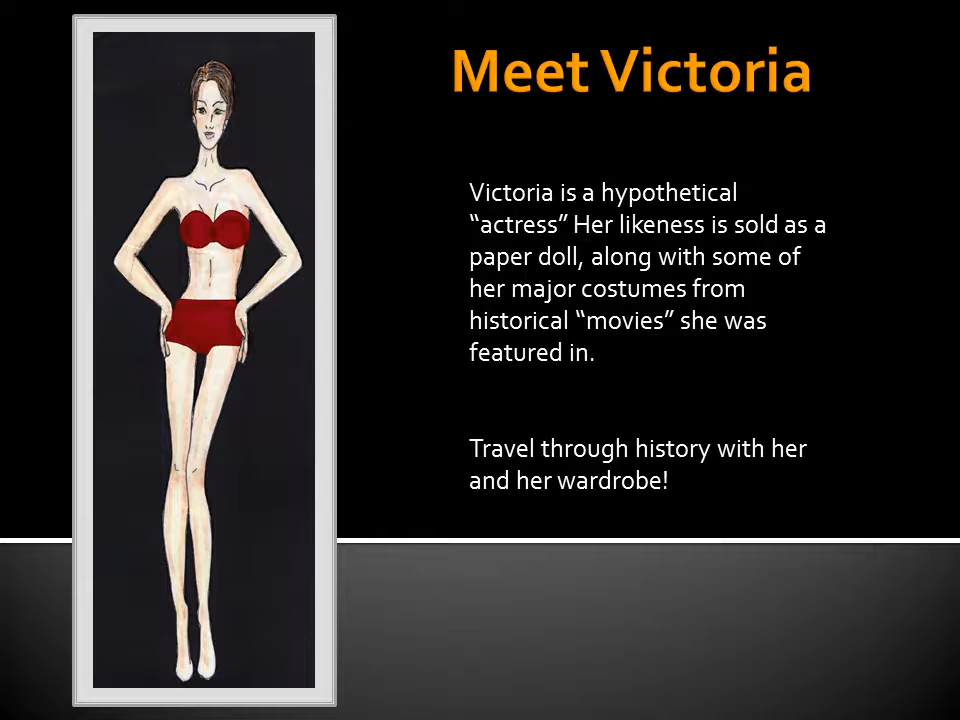 Meet Victoria
Victoria is a hypothetical
“actress” Her likeness is sold as a
paper doll, along with some of
her major costumes from
historical “movies” she was
featured in.
Travel through history with her
and her wardrobe!